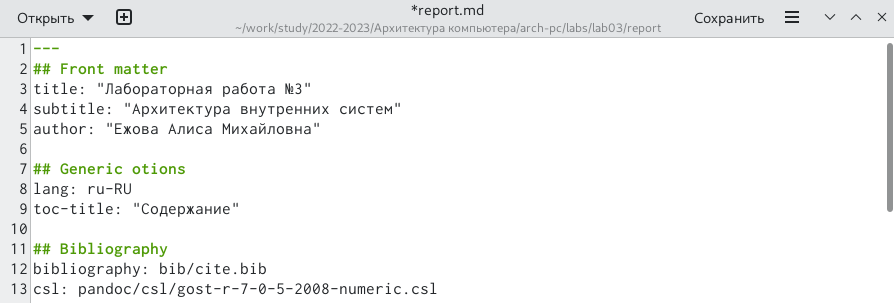 Открыть
*report.md
~/work/study/2022-2023/Архитектура компьютера/arch-pc/labs/lab03/report
Сохранить
1 ---
2 ## Front matter
3 title: "Лабораторная работа №3"
4 subtitle: "Архитектура внутренних систем"
5 author: "Ежова Алиса Михайловна"
6
7 ## Generic otions
8 lang: ru-RU
9 toc-title: "Содержание"
10
11 ## Bibliography
12 bibliography: bib/cite.bib
13 csl: pandoc/csl/gost-r-7-0-5-2008-numeric.csl